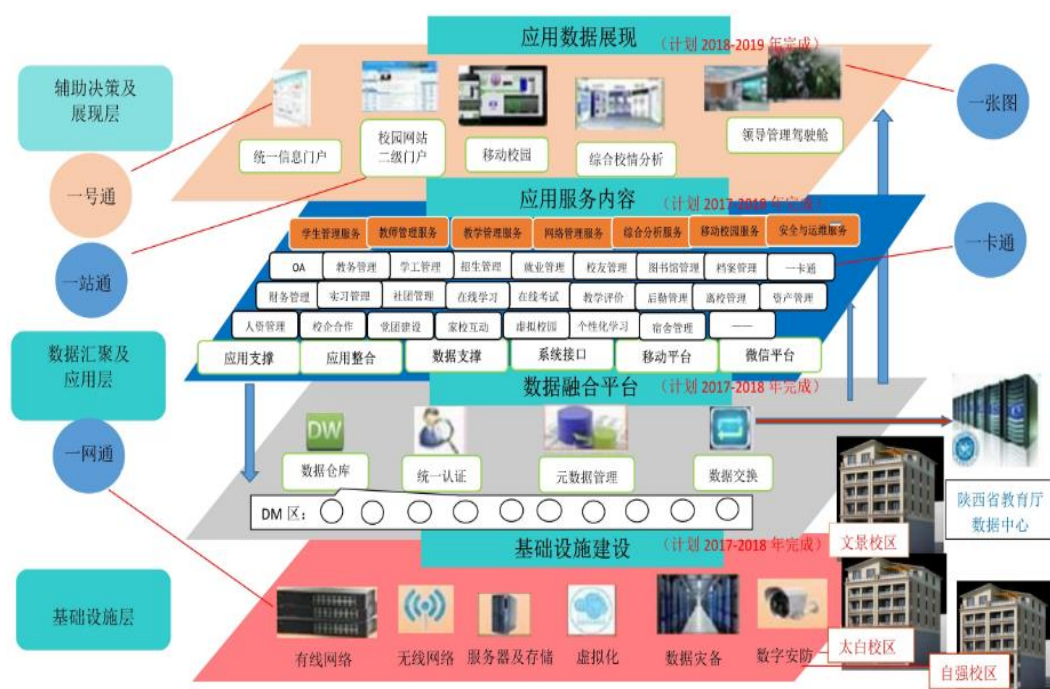 应用数据展现
（计划 2018-2019 年完成）
辅助决策及
展现层
一张图
统一信息门户
校园网站
二级门户
移动校园
综合校情分析
领导管理驾驶舱
一号通
应用服务内容
（计划 2017-2018 年完成）
学生管理服务
教师管理服务
教学管理服务
网络管理服务
综合分析服务
移动校园服务
安全与运维服务
一卡通
OA
教务管理
学工管理
招生管理
就业管理
校友管理
图书馆管理
档案管理
一卡通
一站通
财务管理
实习管理
社团管理
在线学习
在线考试
教学评价
后勤管理
离校管理
资产管理
人资管理
校企合作
党团建设
家校互动
虚拟校园
个性化学习
宿舍管理
——
数据汇聚及
应用层
应用支撑
应用整合
数据支撑
系统接口
移动平台
微信平台
数据融合平台
（计划 2017-2018 年完成）
一网通
DW
数据仓库
统一认证
元数据管理
数据交换
陕西省教育厅
数据中心
DM 区：
文景校区
基础设施建设
（计划 2017-2018 年完成）
基础设施层
有线网络
无线网络
服务器及存储
虚拟化
数据灾备
数字安防
太白校区
自强校区